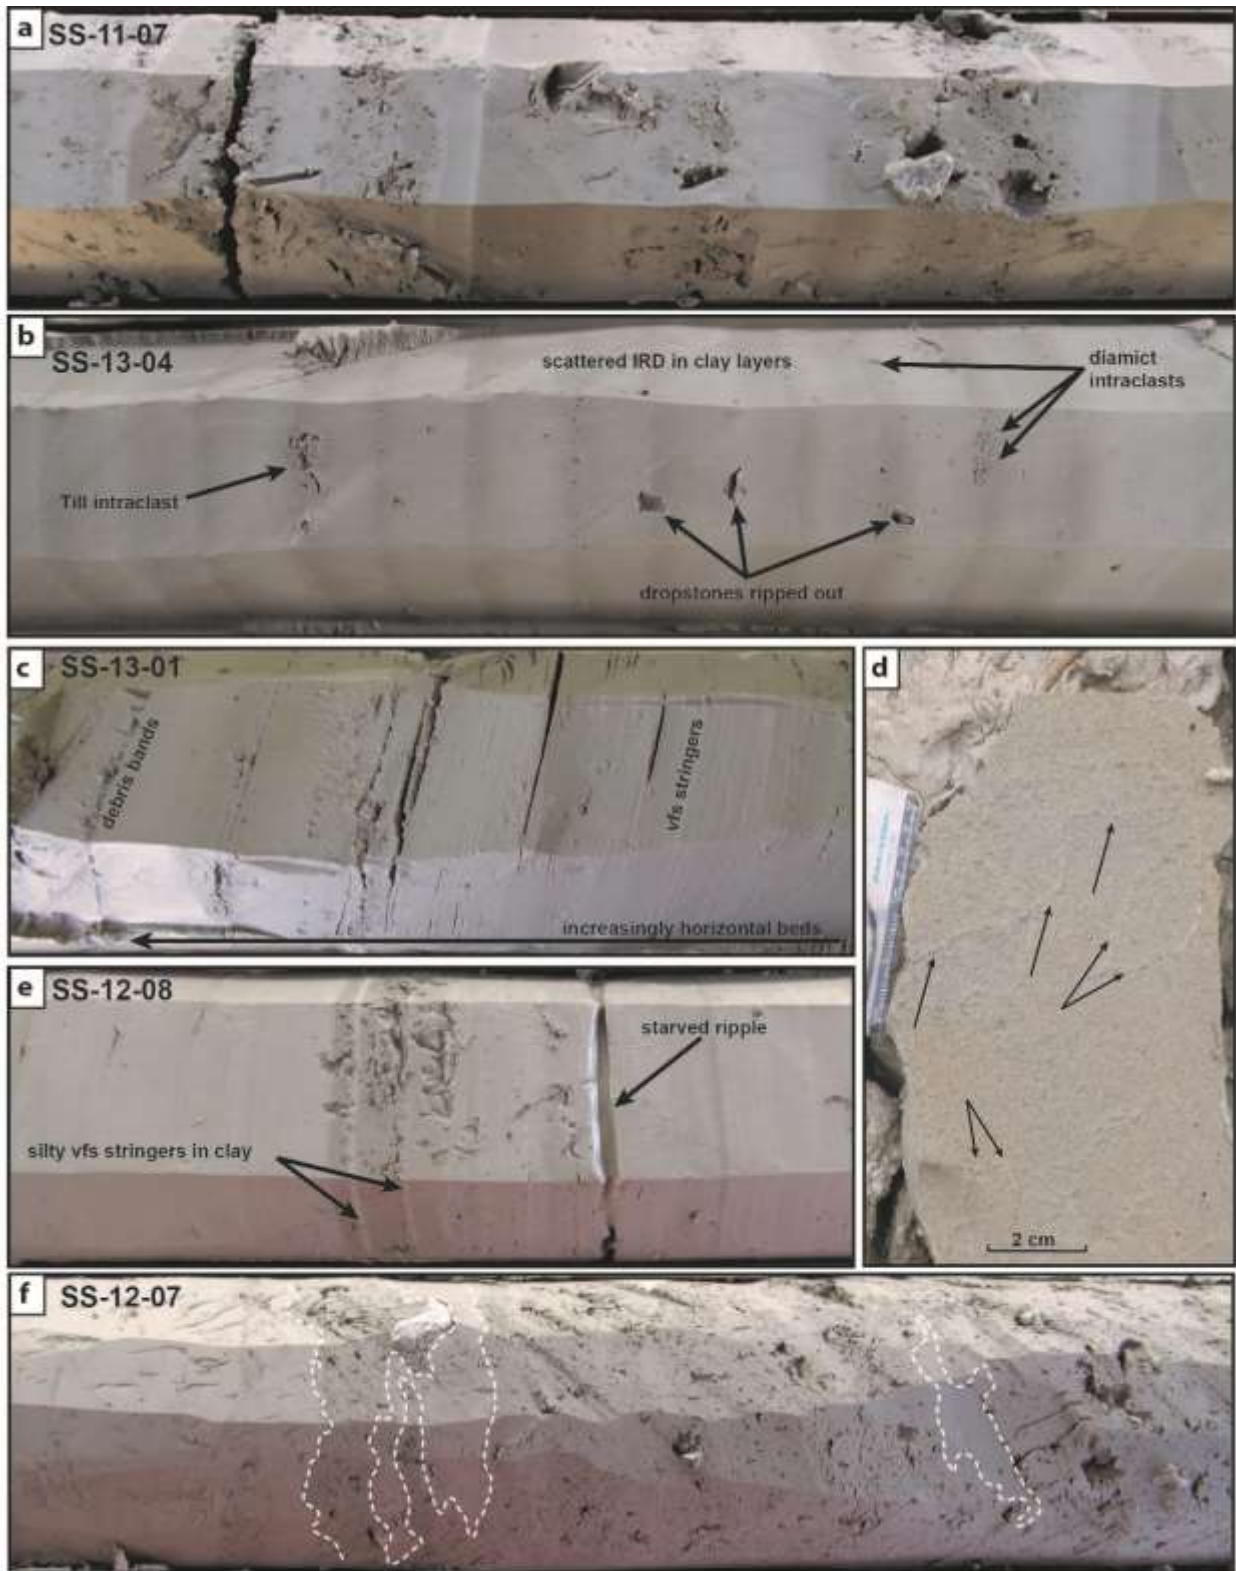 a SS-11-07
b
SS-13-04
scattered IRD in clay layers
diamict
intraclasts
Till intraclast
dropstones ripped out
c SS-13-01
debris bands
vfs stringers
increasingly horizontal beds
d
2 cm
e SS-12-08
starved ripple
silty vfs stringers in clay
f SS-12-07